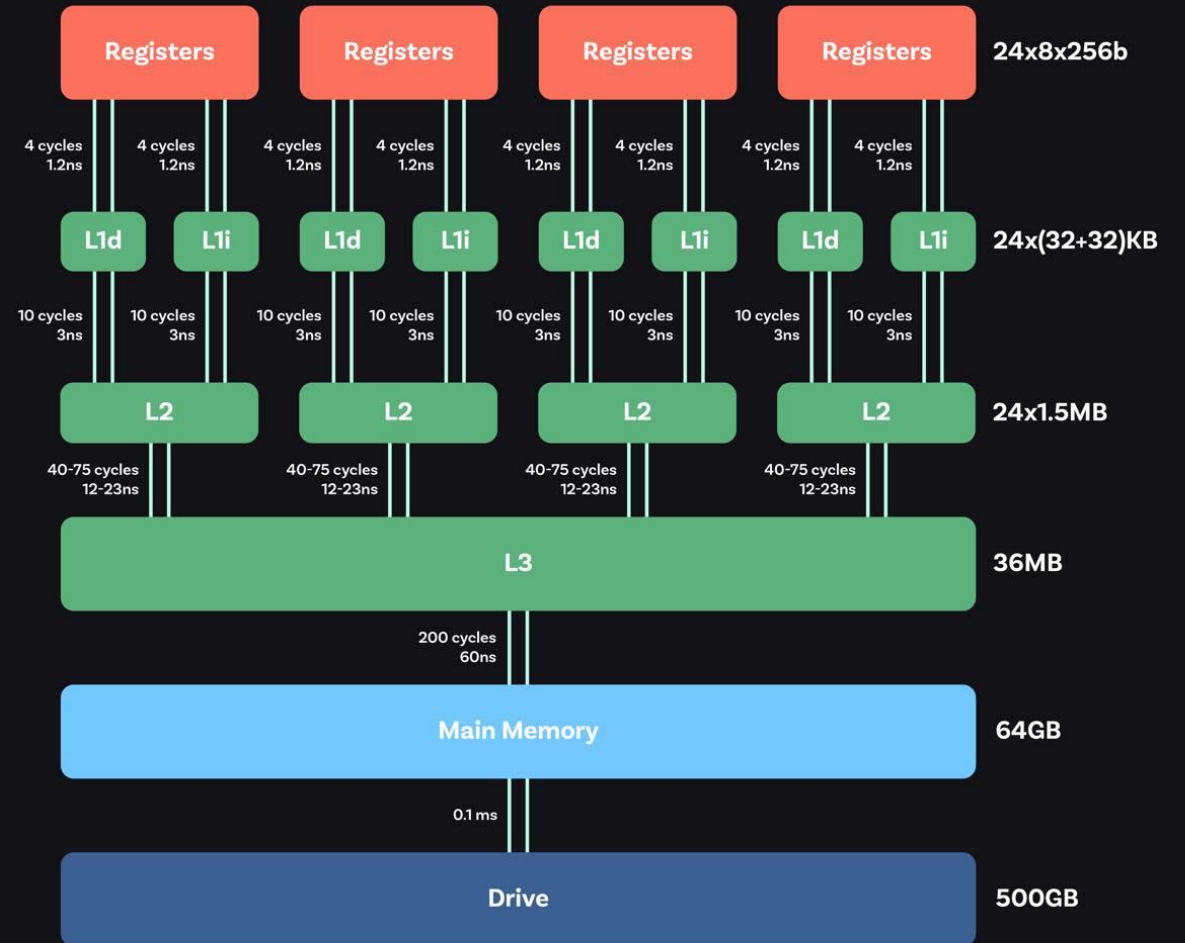 Registers
Registers
Registers
Registers
24x8x256b
4 cycles
1.2ns
4 cycles
1.2ns
4 cycles
1.2ns
4 cycles
1.2ns
4 cycles
1.2ns
4 cycles
1.2ns
4 cycles
1.2ns
4 cycles
1.2ns
L1d
L1i
L1d
L1i
L1d
L1i
L1d
L1i
24x(32+32)KB
10 cycles
3ns
10 cycles
3ns
10 cycles
3ns
10 cycles
3ns
10 cycles
3ns
10 cycles
3ns
10 cycles
3ns
10 cycles
3ns
L2
L2
L2
L2
24x1.5MB
40-75 cycles
12-23ns
40-75 cycles
12-23ns
40-75 cycles
12-23ns
40-75 cycles
12-23ns
L3
36MB
200 cycles
60ns
Main Memory
64GB
0.1 ms
Drive
500GB